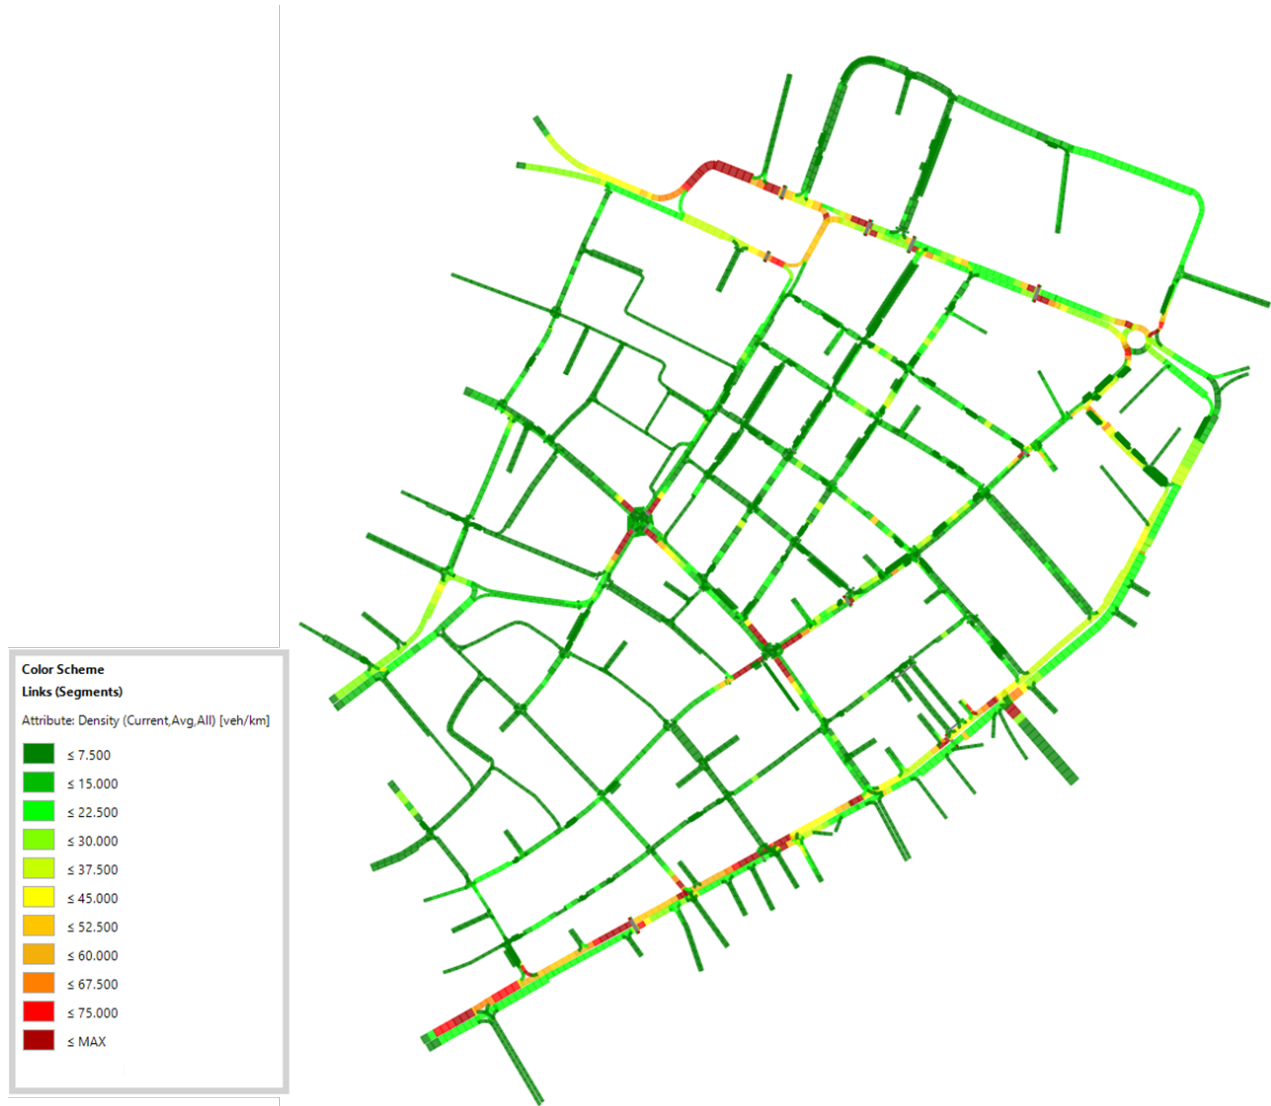 Color Scheme
Links (Segments)
Attribute: Density (Current,Avg,All) [veh/km]
≤ 7.500
≤ 15.000
≤ 22.500
≤ 30.000
≤ 37.500
≤ 45.000
≤ 52.500
≤ 60.000
≤ 67.500
≤ 75.000
≤ MAX